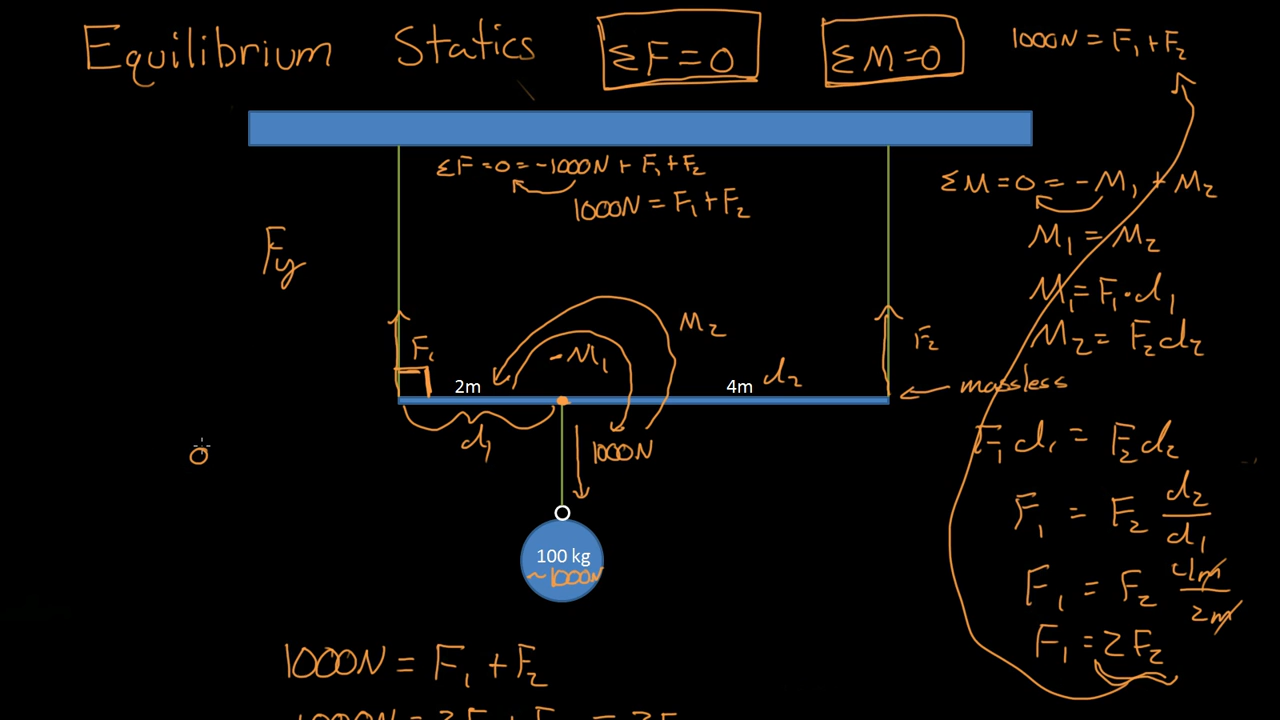 Equilibrium Statics ΣF=0 ΣM=0
1000N = F₁+F₂
ΣF=0=-1000N+F₁+F₂
1000N=F₁+F₂
Fy
F₁
-M₁
M₂
F₂
2m
4m d₂
massless
d₁
1000N
100 kg
~1000N
ΣM=0=-M₁+M₂
M₁=M₂
M₁=F₁·d₁
M₂=F₂d₂
F₁d₁=F₂d₂
F₁ = F₂ d₂/d₁
F₁ = F₂ 4m/2m
F₁=2F₂
1000N = F₁+F₂